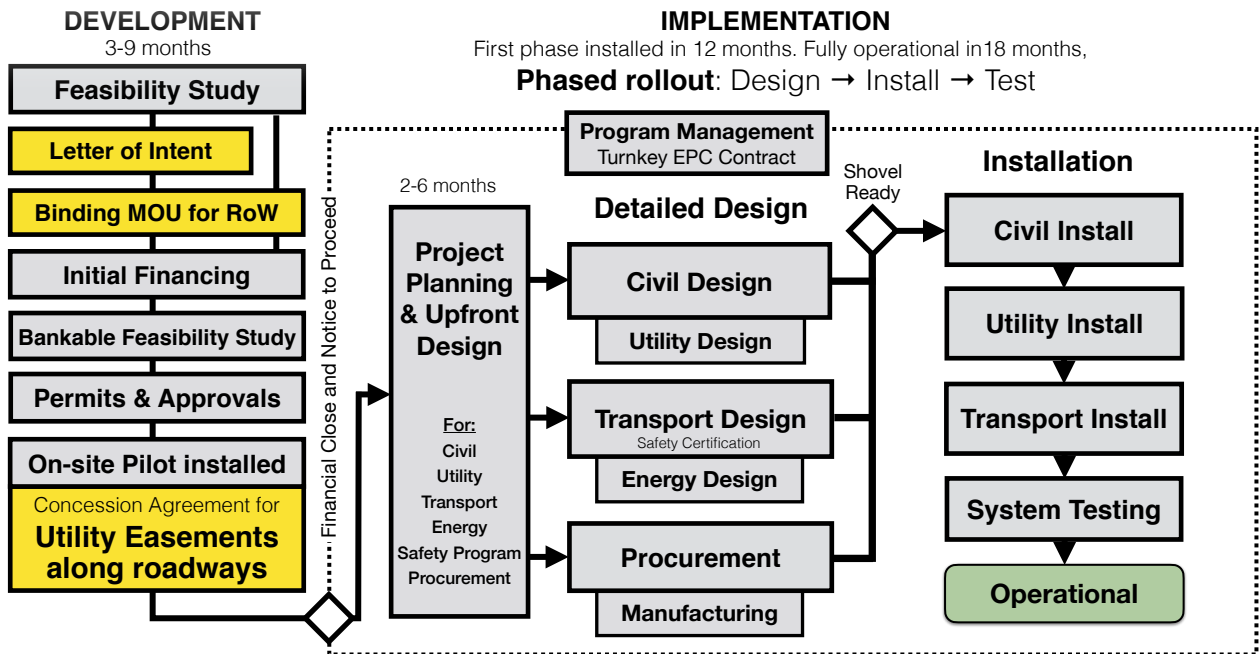 DEVELOPMENT
3-9 months
Feasibility Study
Letter of Intent
Binding MOU for RoW
Initial Financing
Bankable Feasibility Study
Permits & Approvals
On-site Pilot installed
Concession Agreement for
Utility Easements
along roadways
Financial Close and Notice to Proceed
IMPLEMENTATION
First phase installed in 12 months. Fully operational in18 months,
Phased rollout: Design → Install → Test
Program Management
Turnkey EPC Contract
2-6 months
Project
Planning
& Upfront
Design
For:
Civil
Utility
Transport
Energy
Safety Program
Procurement
Detailed Design
Civil Design
Utility Design
Transport Design
Safety Certification
Energy Design
Procurement
Manufacturing
Shovel
Ready
Installation
Civil Install
Utility Install
Transport Install
System Testing
Operational